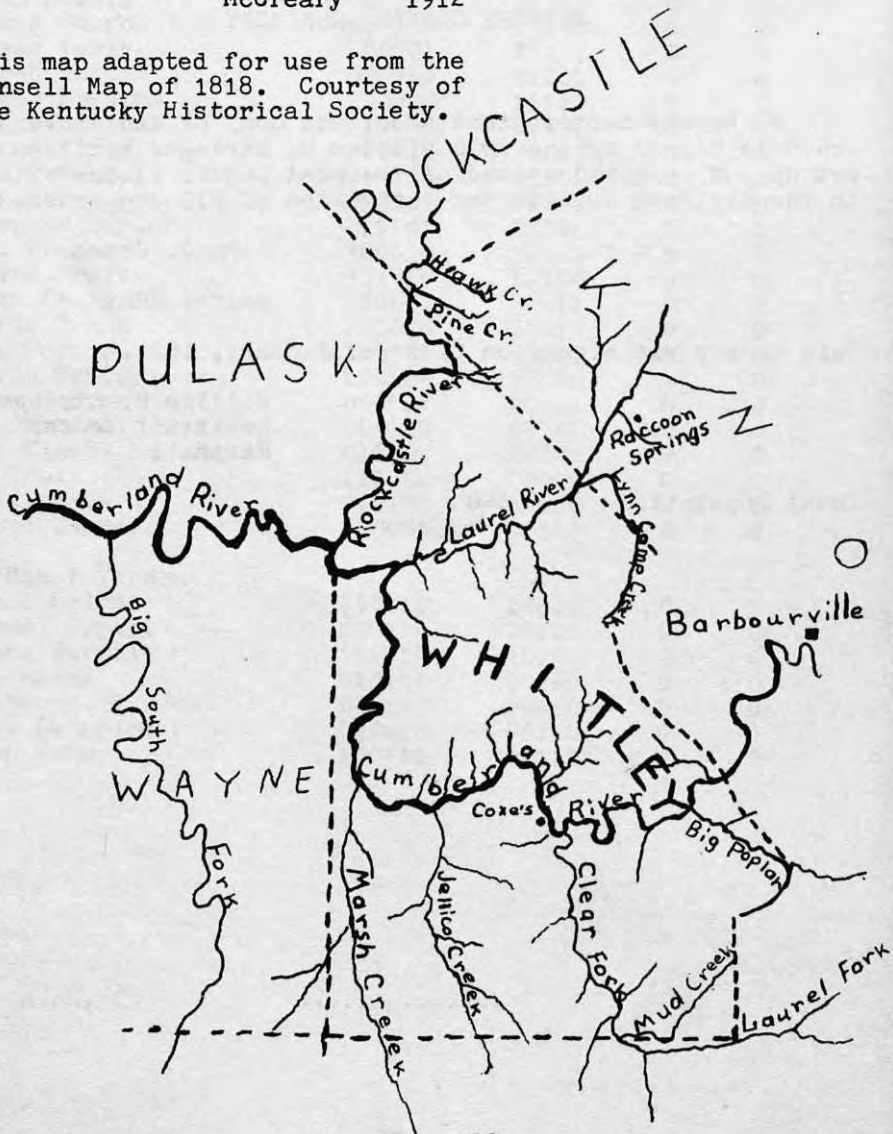 McCreary 1912
is map adapted for use from the
nsell Map of 1818. Courtesy of
e Kentucky Historical Society.
ROCKCASTLE
Hawk Cr.
Pine Cr.
PULASKI
Rockcastle River
Raccoon
Springs
KNO
Cumberland River
Laurel River
Lynn Camp Creek
Barbourville
Big South Fork
WHITLEY
WAYNE
Cumberland River
Coxe's
Big Poplar
Clear Fork
Marsh Creek
Jellico Creek
Mud Creek
Laurel Fork